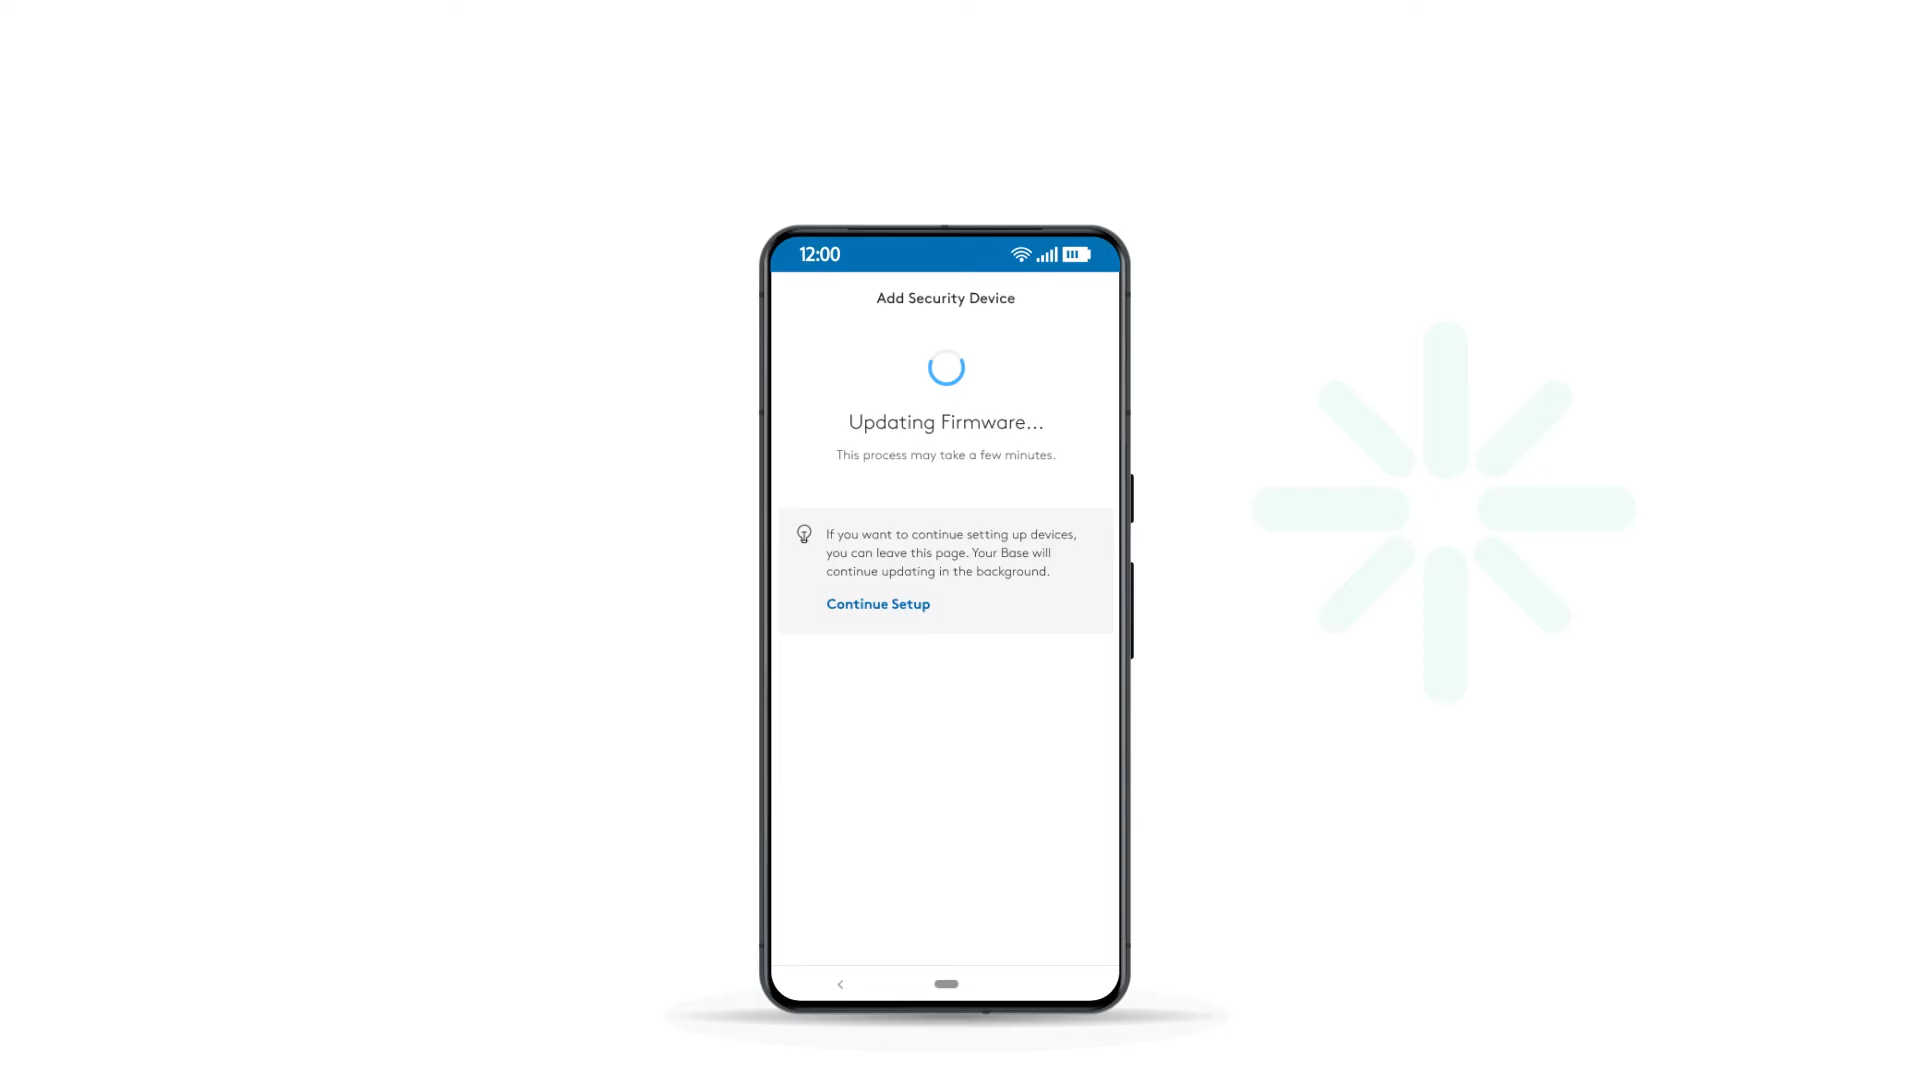 12:00
Add Security Device
Updating Firmware...
This process may take a few minutes.
If you want to continue setting up devices,
you can leave this page. Your Base will
continue updating in the background.
Continue Setup